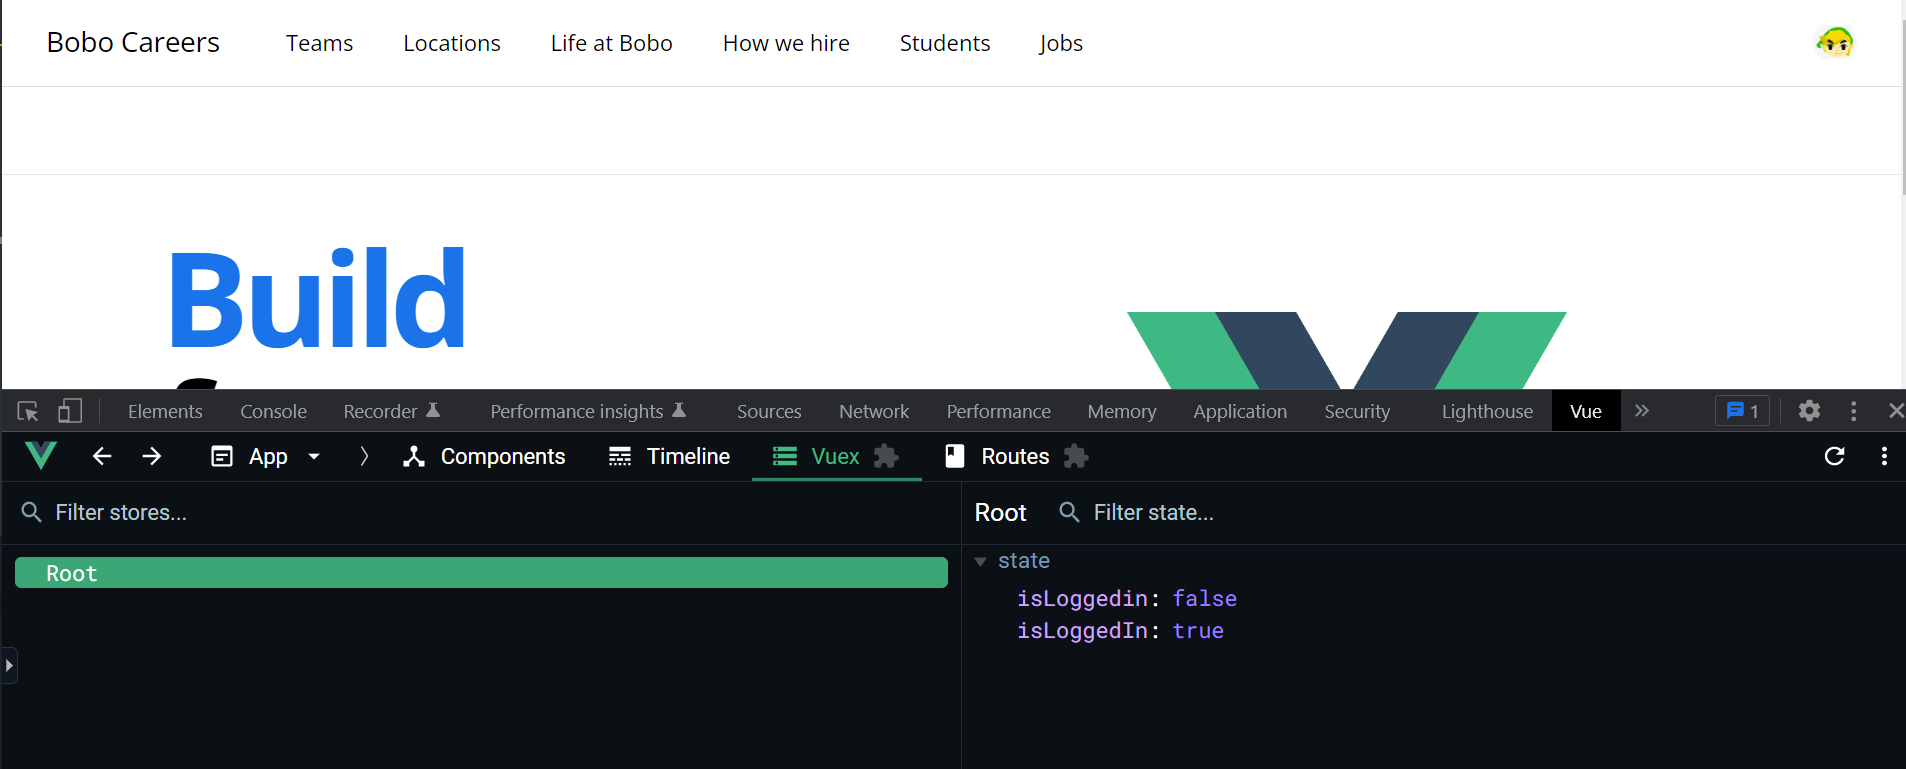 Bobo Careers Teams Locations Life at Bobo How we hire Students Jobs
Build
Elements Console Recorder Performance insights Sources Network Performance Memory Application Security Lighthouse Vue » 1
App Components Timeline Vuex Routes
Filter stores... Root Filter state...
Root
state
isLoggedin: false
isLoggedIn: true